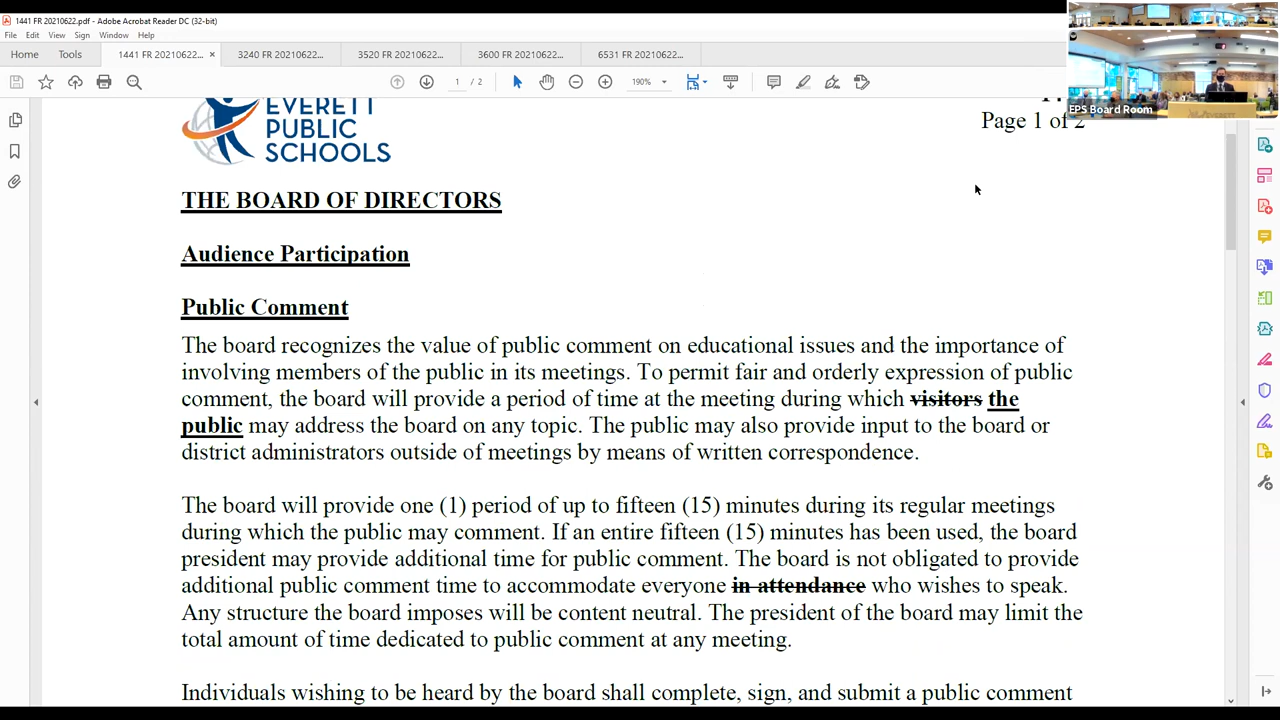 1441 FR 20210622.pdf - Adobe Acrobat Reader DC (32-bit)
File Edit View Sign Window Help
Home Tools 1441 FR 20210622... × 3240 FR 20210622... 3520 FR 20210622... 3600 FR 20210622... 6531 FR 20210622...
1 / 2 190%
EPS Board Room
EVERETT
PUBLIC
SCHOOLS
Page 1 of 2
THE BOARD OF DIRECTORS
Audience Participation
Public Comment
The board recognizes the value of public comment on educational issues and the importance of
involving members of the public in its meetings. To permit fair and orderly expression of public
comment, the board will provide a period of time at the meeting during which visitors the
public may address the board on any topic. The public may also provide input to the board or
district administrators outside of meetings by means of written correspondence.
The board will provide one (1) period of up to fifteen (15) minutes during its regular meetings
during which the public may comment. If an entire fifteen (15) minutes has been used, the board
president may provide additional time for public comment. The board is not obligated to provide
additional public comment time to accommodate everyone in attendance who wishes to speak.
Any structure the board imposes will be content neutral. The president of the board may limit the
total amount of time dedicated to public comment at any meeting.
Individuals wishing to be heard by the board shall complete, sign, and submit a public comment